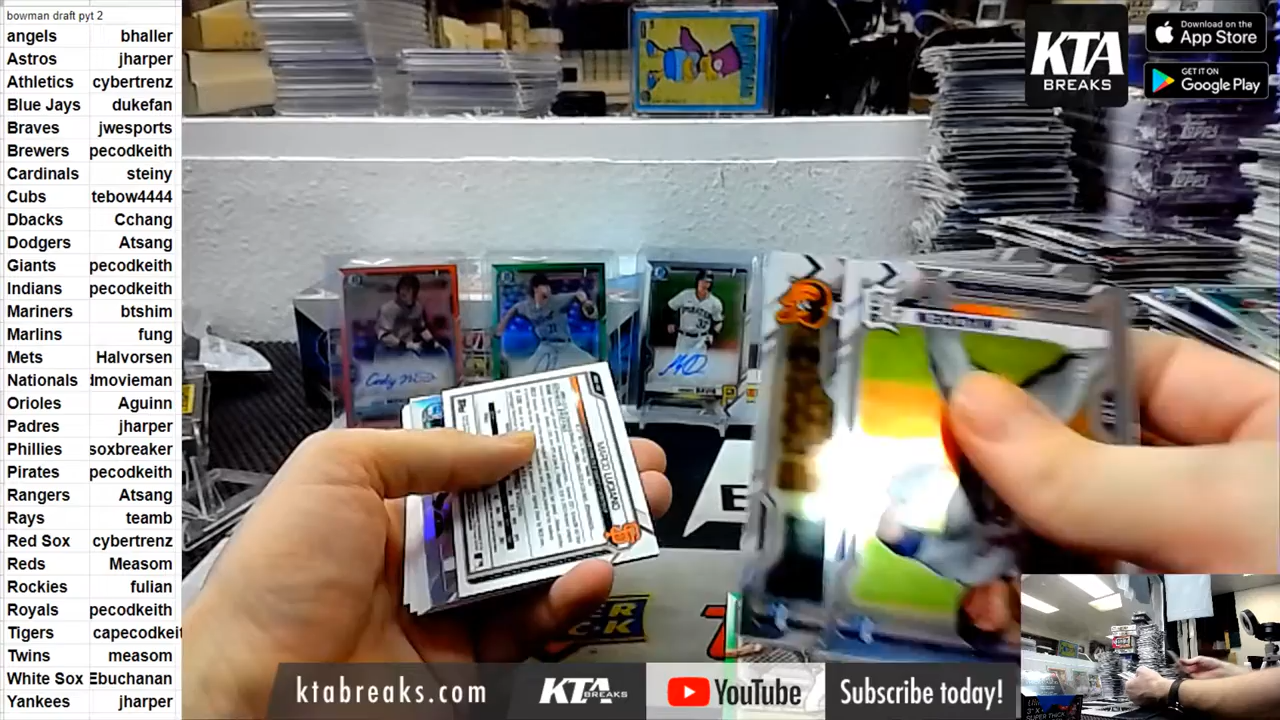 bowman draft pyt 2
angels bhaller
Astros jharper
Athletics cybertrenz
Blue Jays dukefan
Braves jwesports
Brewers pecodkeith
Cardinals steiny
Cubs tebow4444
Dbacks Cchang
Dodgers Atsang
Giants pecodkeith
Indians pecodkeith
Mariners btshim
Marlins fung
Mets Halvorsen
Nationals dmovieman
Orioles Aguinn
Padres jharper
Phillies soxbreaker
Pirates pecodkeith
Rangers Atsang
Rays teamb
Red Sox cybertrenz
Reds Measom
Rockies fulian
Royals pecodkeith
Tigers capecodkeit
Twins measom
White Sox Ebuchanan
Yankees jharper
KTA
BREAKS
Download on the
App Store
GET IT ON
Google Play
TOPPS
TOPPS
ktabreaks.com
KTA
BREAKS
YouTube
Subscribe today!